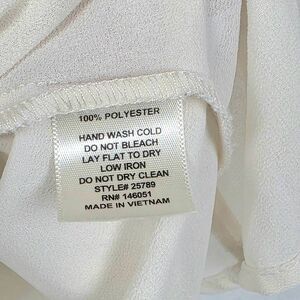 100% POLYESTER
HAND WASH COLD
DO NOT BLEACH
LAY FLAT TO DRY
LOW IRON
DO NOT DRY CLEAN
STYLE# 25789
RN# 146051
MADE IN VIETNAM